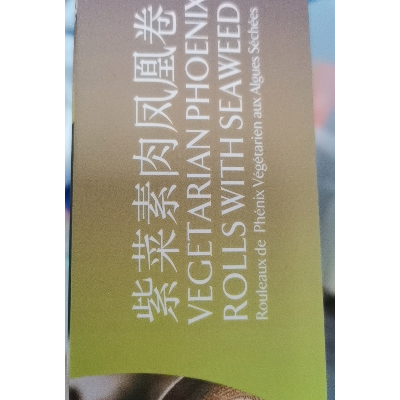 紫菜素肉凤凰卷
VEGETARIAN PHOENIX
ROLLS WITH SEAWEED
Rouleaux de Phénix Végétarien aux Algues Séchées